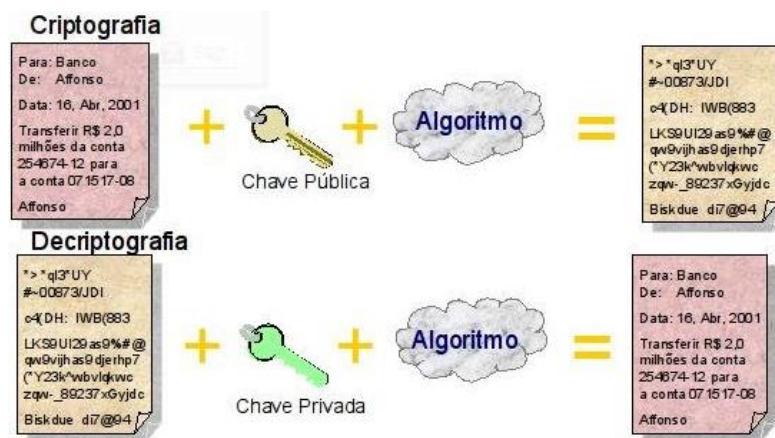 Criptografia
Para: Banco
De: Affonso
Data: 16, Abr, 2001
Transferir R$ 2,0
milhões da conta
254674-12 para
a conta 071517-08
Affonso
+
Chave Pública
+
Algoritmo
=
*> *ql3*UY
#~00873/JDI
c4(DH: IWB(883
LKS9UI29as9%#@
qw9vijhas9djerhp7
(*Y23k^wbvlqkwc
zqw-_89237xGyjdc
Biskdue di7@94
Decriptografia
*> *ql3*UY
#~00873/JDI
c4(DH: IWB(883
LKS9UI29as9%#@
qw9vijhas9djerhp7
(*Y23k^wbvlqkwc
zqw-_89237xGyjdc
Biskdue di7@94
+
Chave Privada
+
Algoritmo
=
Para: Banco
De: Affonso
Data: 16, Abr, 2001
Transferir R$ 2,0
milhões da conta
254674-12 para
a conta 071517-08
Affonso